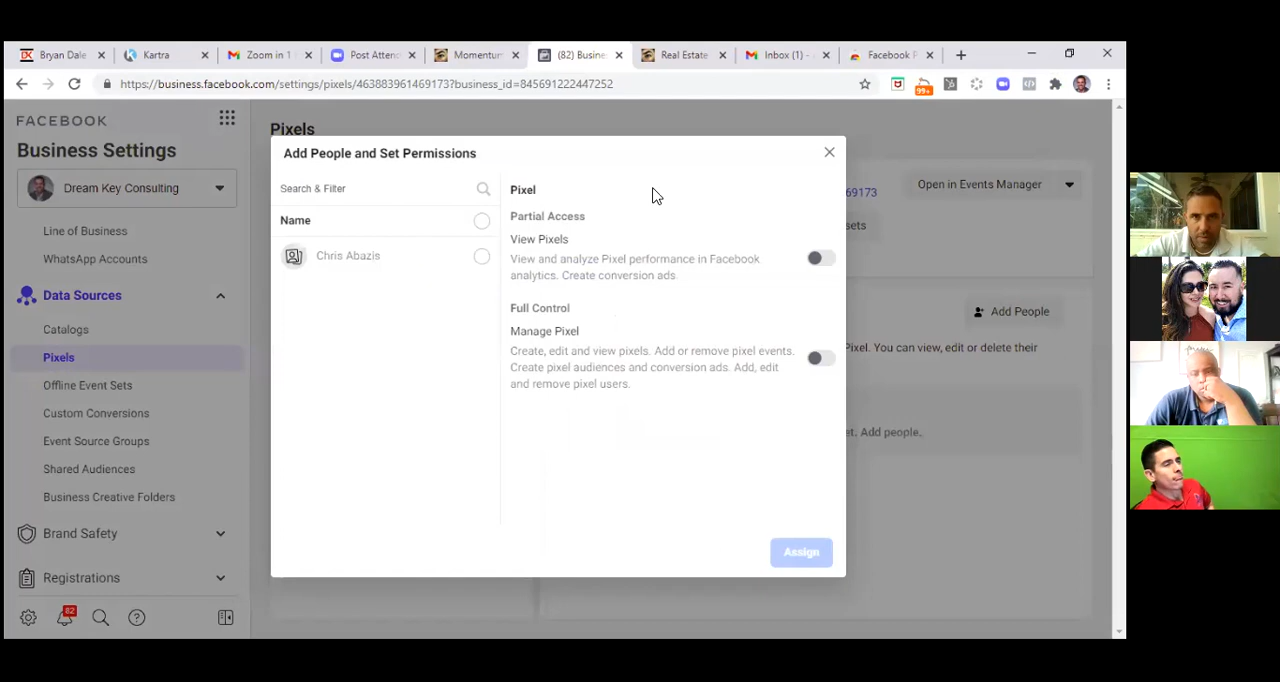 Bryan Dale
Kartra
Zoom in 1
Post Attend
Momentum
(82) Busine
Real Estate
Inbox (1) -
Facebook P
https://business.facebook.com/settings/pixels/463883961469173?business_id=845691222447252
99+
FACEBOOK
Business Settings
Dream Key Consulting
Line of Business
WhatsApp Accounts
Data Sources
Catalogs
Pixels
Offline Event Sets
Custom Conversions
Event Source Groups
Shared Audiences
Business Creative Folders
Brand Safety
Registrations
82
Pixels
Add People and Set Permissions
Search & Filter
Name
Chris Abazis
Pixel
Partial Access
View Pixels
View and analyze Pixel performance in Facebook
analytics. Create conversion ads
Full Control
Manage Pixel
Create, edit and view pixels. Add or remove pixel events.
Create pixel audiences and conversion ads. Add, edit
and remove pixel users.
Assign
69173
Open in Events Manager
sets
Add People
Pixel. You can view, edit or delete their
et. Add people.